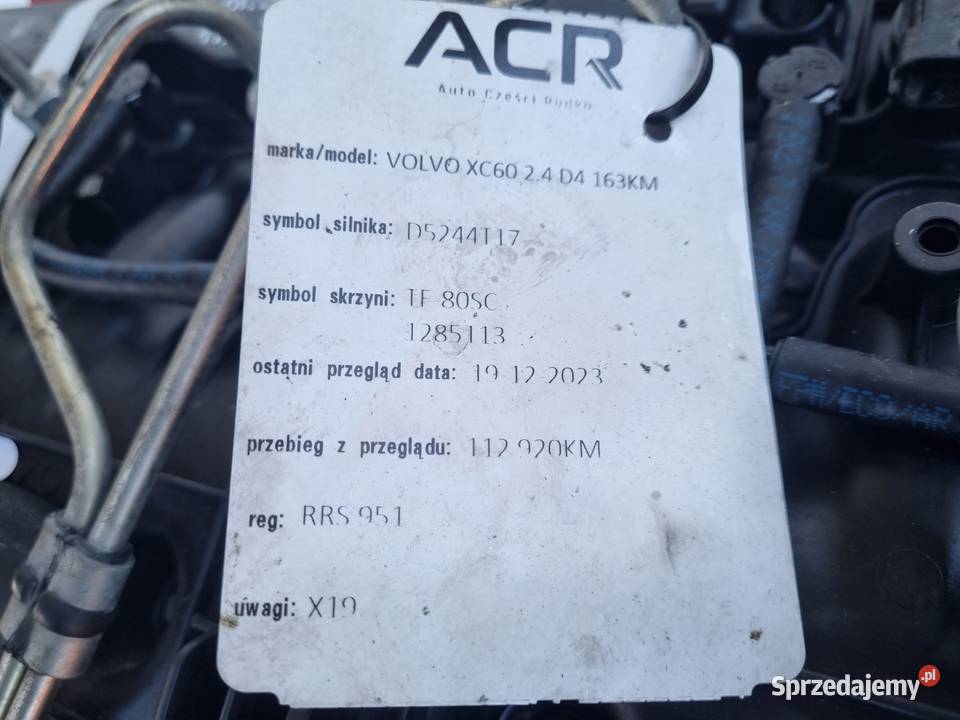 ACR
Auto Części Rudko
marka/model: VOLVO XC60 2.4 D4 163KM
symbol silnika: D5244T17
symbol skrzyni: TF-80SC
1285113
ostatni przegląd data: 19-12-2023
przebieg z przeglądu: 112 920KM
reg: RRS 951
uwagi: X19
Sprzedajemy.pl